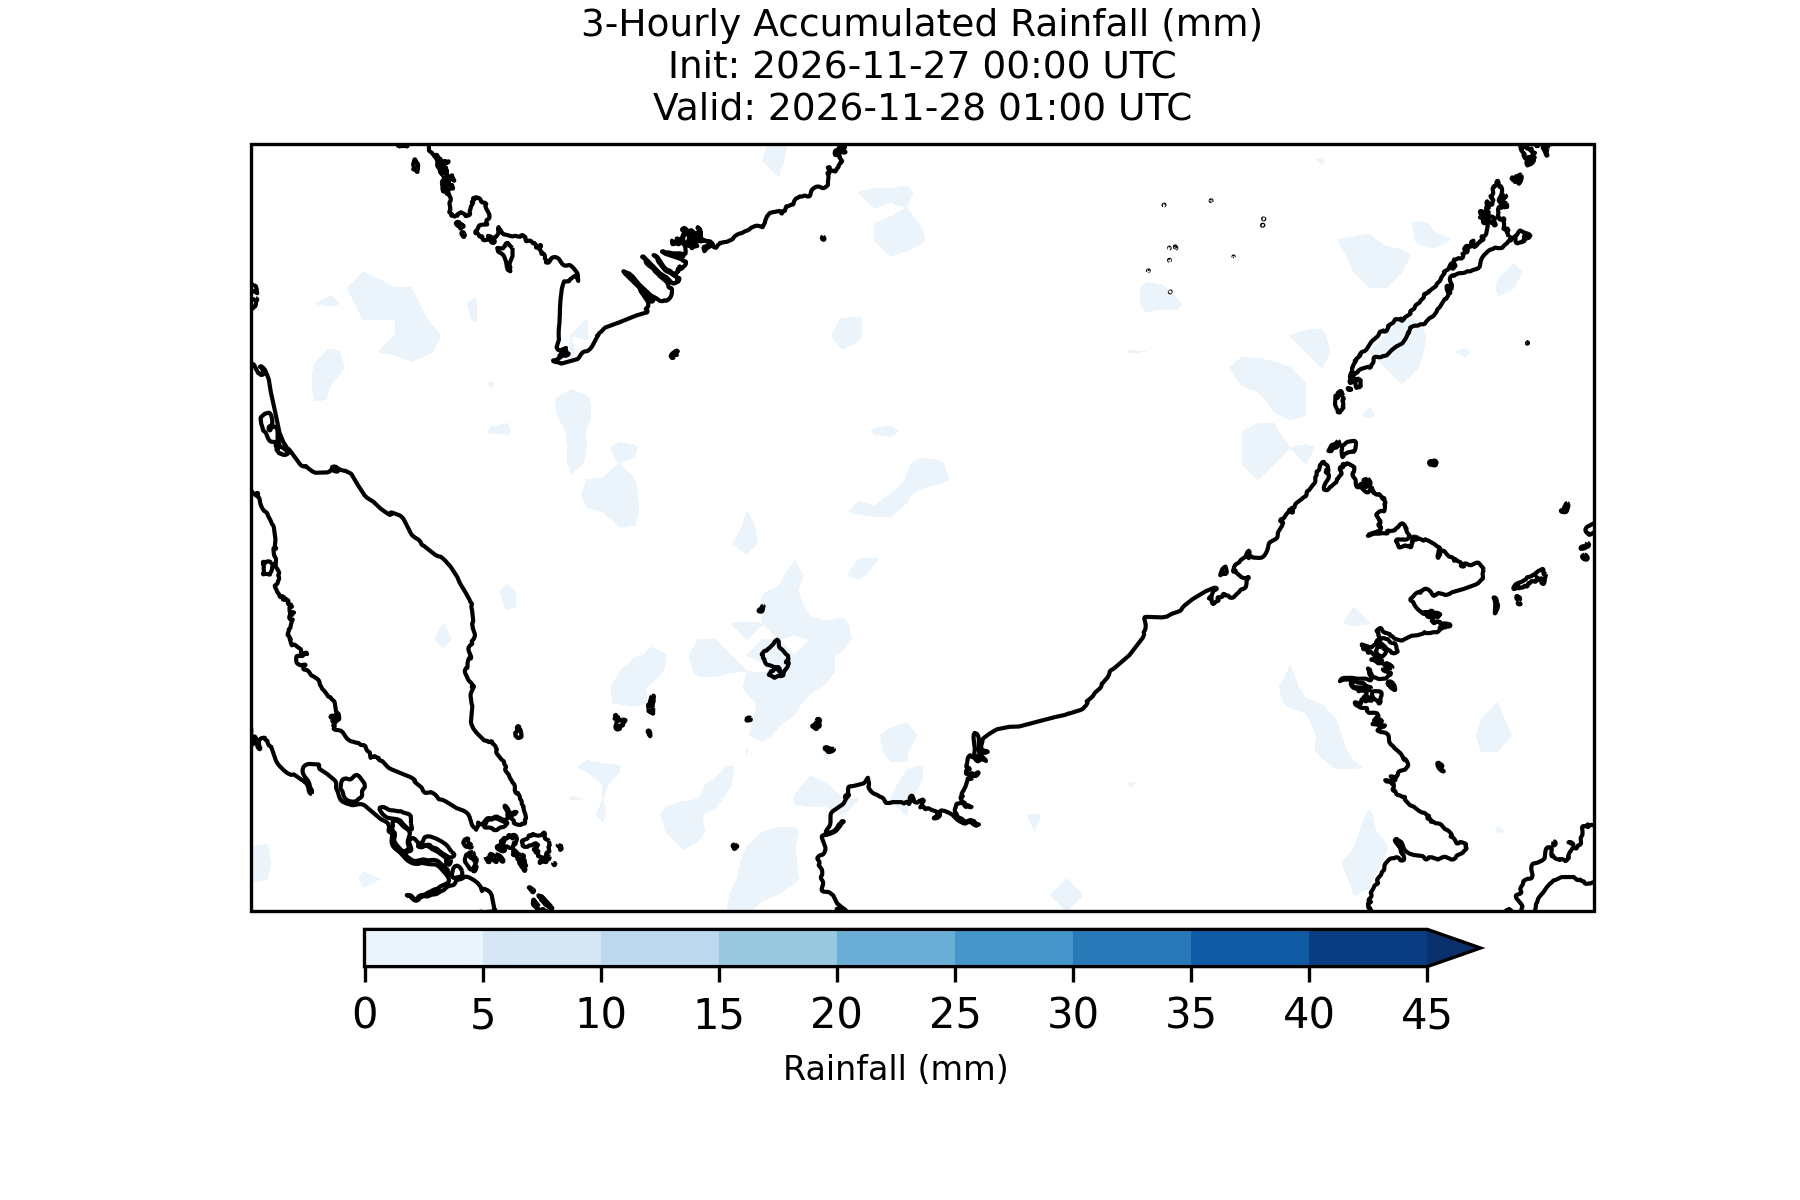 3-Hourly Accumulated Rainfall (mm)
Init: 2026-11-27 00:00 UTC
Valid: 2026-11-28 01:00 UTC
0 5 10 15 20 25 30 35 40 45
Rainfall (mm)